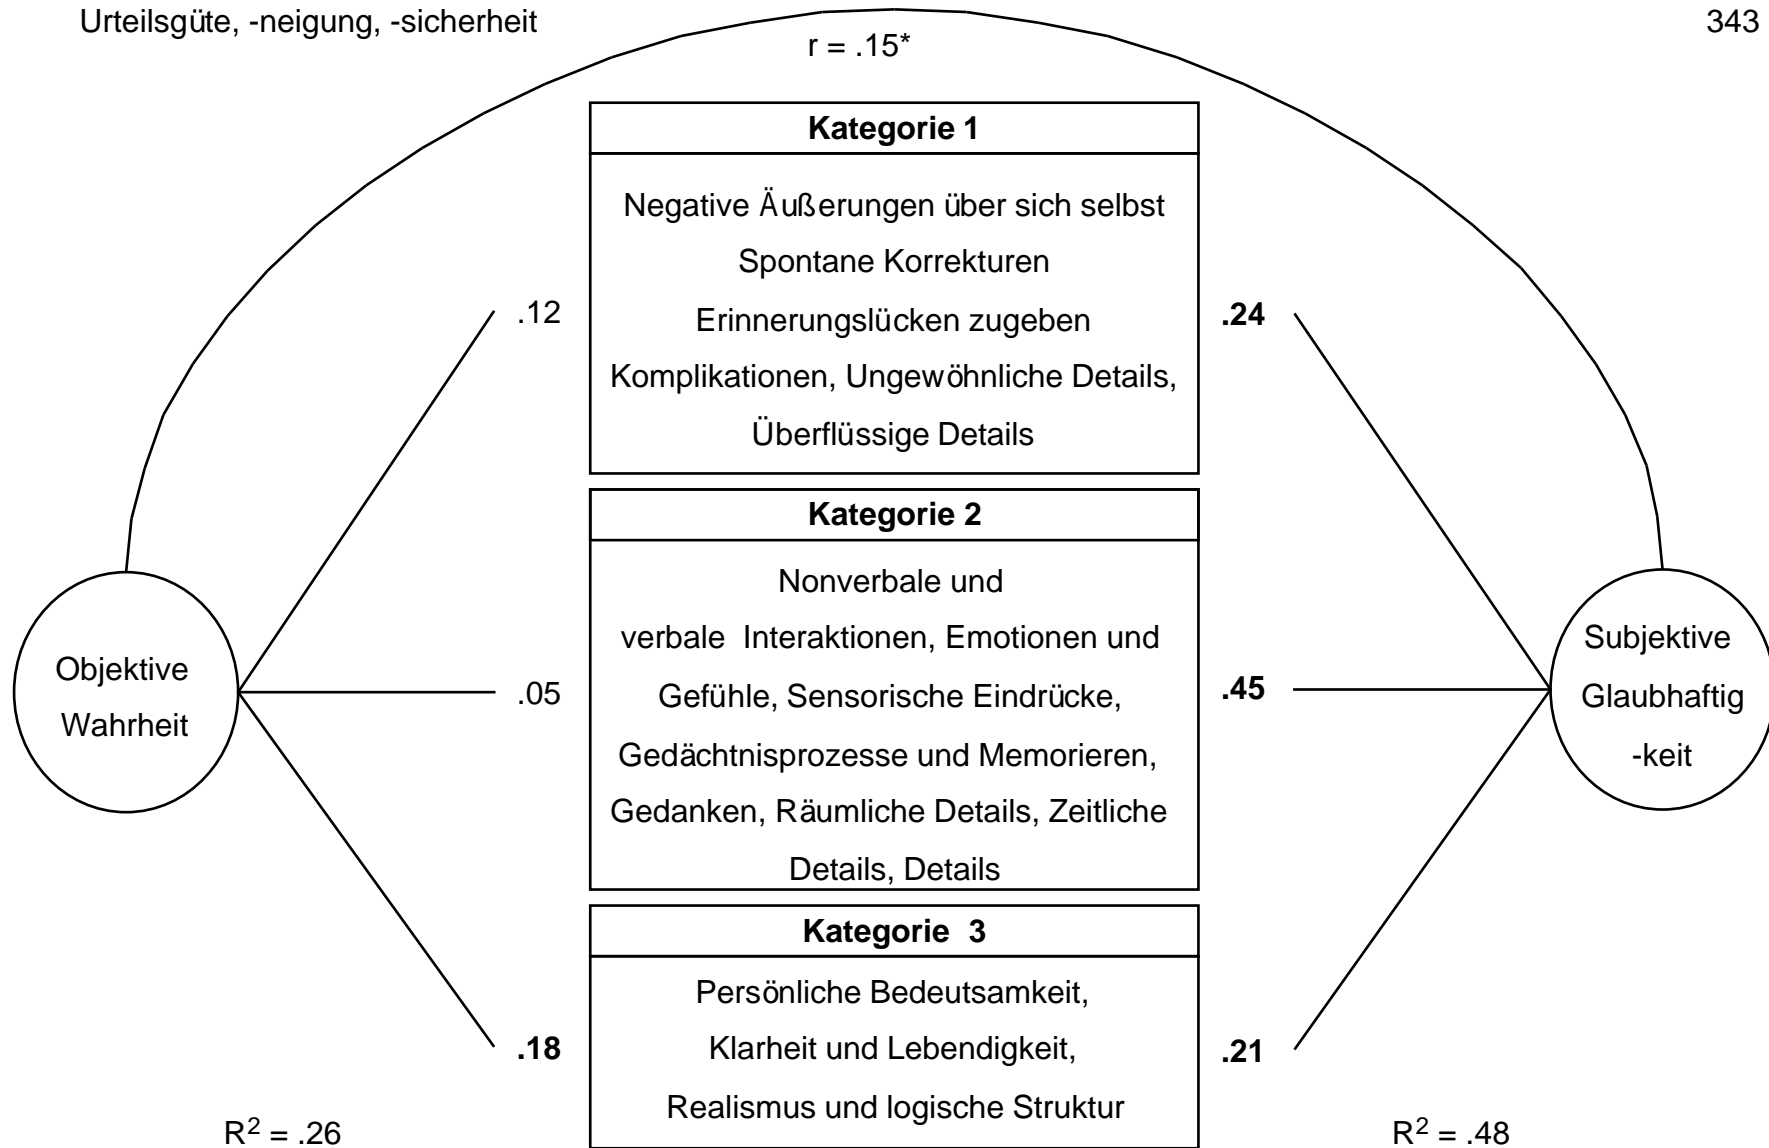 Urteilsgüte, -neigung, -sicherheit
343
r = .15*
Kategorie 1
Negative Äußerungen über sich selbst
Spontane Korrekturen
Erinnerungslücken zugeben
Komplikationen, Ungewöhnliche Details,
Überflüssige Details
.12
.24
Kategorie 2
Nonverbale und
verbale Interaktionen, Emotionen und
Gefühle, Sensorische Eindrücke,
Gedächtnisprozesse und Memorieren,
Gedanken, Räumliche Details, Zeitliche
Details, Details
Objektive
Wahrheit
.05
.45
Subjektive
Glaubhaftig
-keit
Kategorie 3
Persönliche Bedeutsamkeit,
Klarheit und Lebendigkeit,
Realismus und logische Struktur
.18
.21
R² = .26
R² = .48